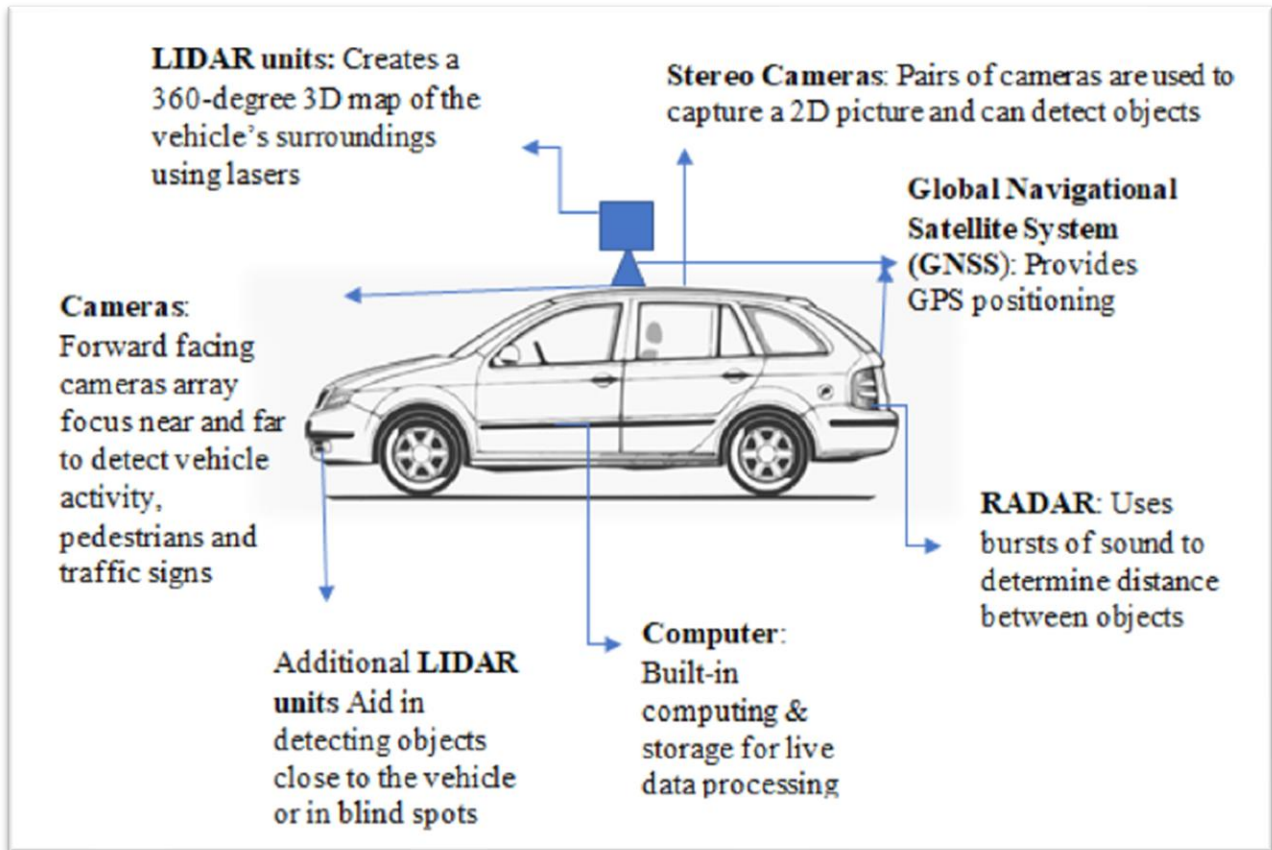 LIDAR units: Creates a
360-degree 3D map of the
vehicle's surroundings
using lasers
Stereo Cameras: Pairs of cameras are used to
capture a 2D picture and can detect objects
Global Navigational
Satellite System
(GNSS): Provides
GPS positioning
Cameras:
Forward facing
cameras array
focus near and far
to detect vehicle
activity,
pedestrians and
traffic signs
RADAR: Uses
bursts of sound to
determine distance
between objects
Additional LIDAR
units Aid in
detecting objects
close to the vehicle
or in blind spots
Computer:
Built-in
computing &
storage for live
data processing